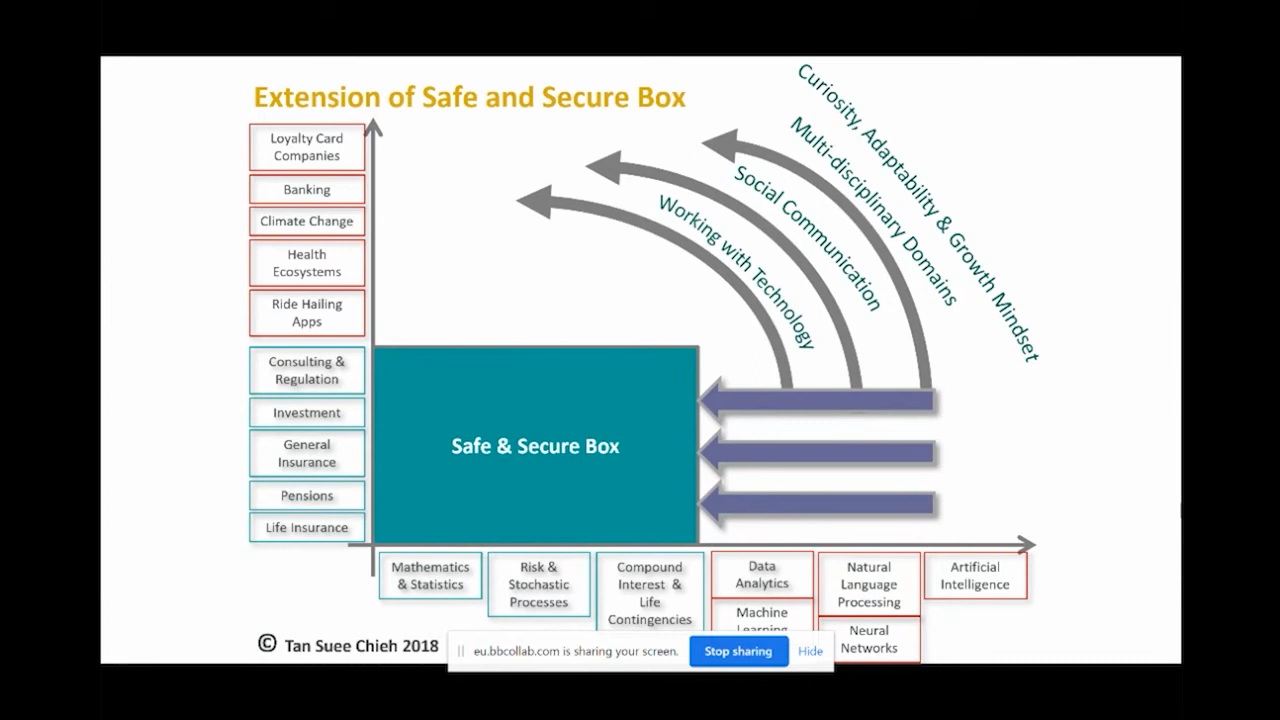 Extension of Safe and Secure Box
Curiosity, Adaptability & Growth Mindset
Multi-disciplinary Domains
Social Communication
Working with Technology
Loyalty Card
Companies
Banking
Climate Change
Health
Ecosystems
Ride Hailing
Apps
Consulting &
Regulation
Investment
General
Insurance
Pensions
Life Insurance
Safe & Secure Box
Mathematics
& Statistics
Risk &
Stochastic
Processes
Compound
Interest &
Life
Contingencies
Data
Analytics
Machine
Learning
Natural
Language
Processing
Neural
Networks
Artificial
Intelligence
© Tan Suee Chieh 2018
eu.bbcollab.com is sharing your screen.
Stop sharing
Hide